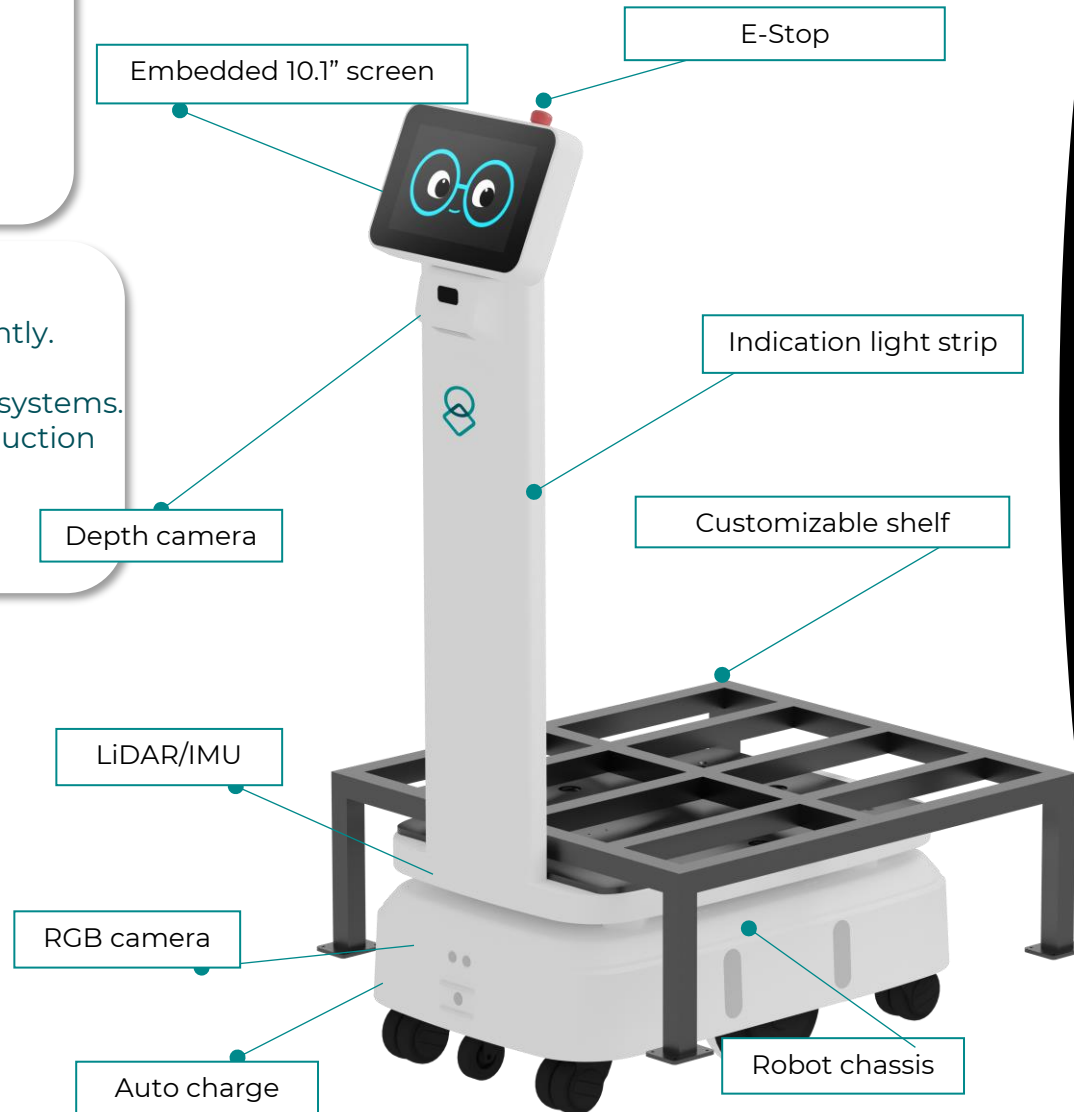 E-Stop
Embedded 10.1” screen
ntly.
Indication light strip
systems.
uction
Customizable shelf
Depth camera
LiDAR/IMU
RGB camera
Robot chassis
Auto charge